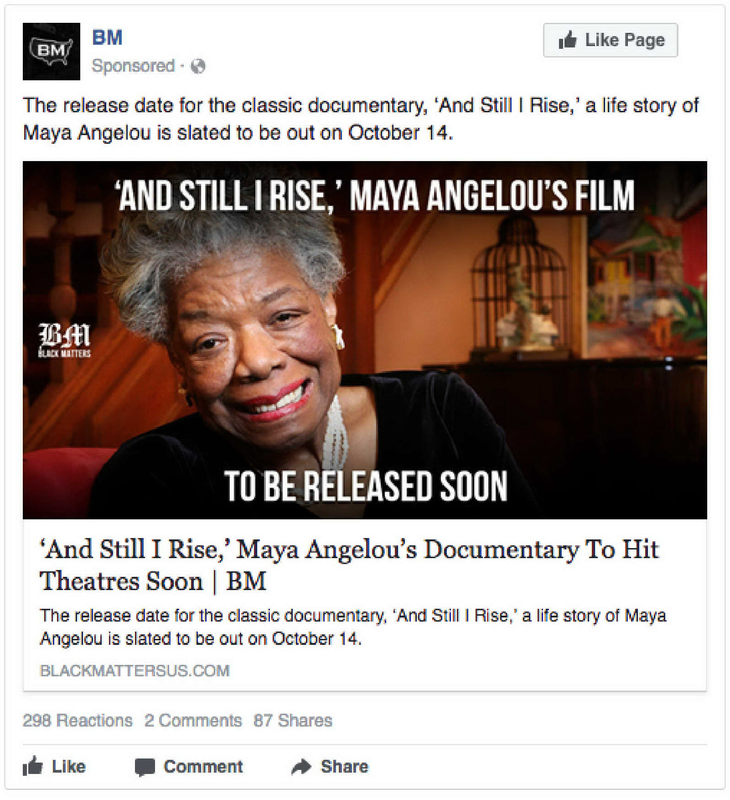 BM
BM
Like Page
Sponsored ·
The release date for the classic documentary, ‘And Still I Rise,’ a life story of
Maya Angelou is slated to be out on October 14.
‘AND STILL I RISE,’ MAYA ANGELOU’S FILM
BM
BLACK MATTERS
TO BE RELEASED SOON
‘And Still I Rise,’ Maya Angelou’s Documentary To Hit
Theatres Soon | BM
The release date for the classic documentary, ‘And Still I Rise,’ a life story of Maya
Angelou is slated to be out on October 14.
BLACKMATTERSUS.COM
298 Reactions 2 Comments 87 Shares
Like Comment Share